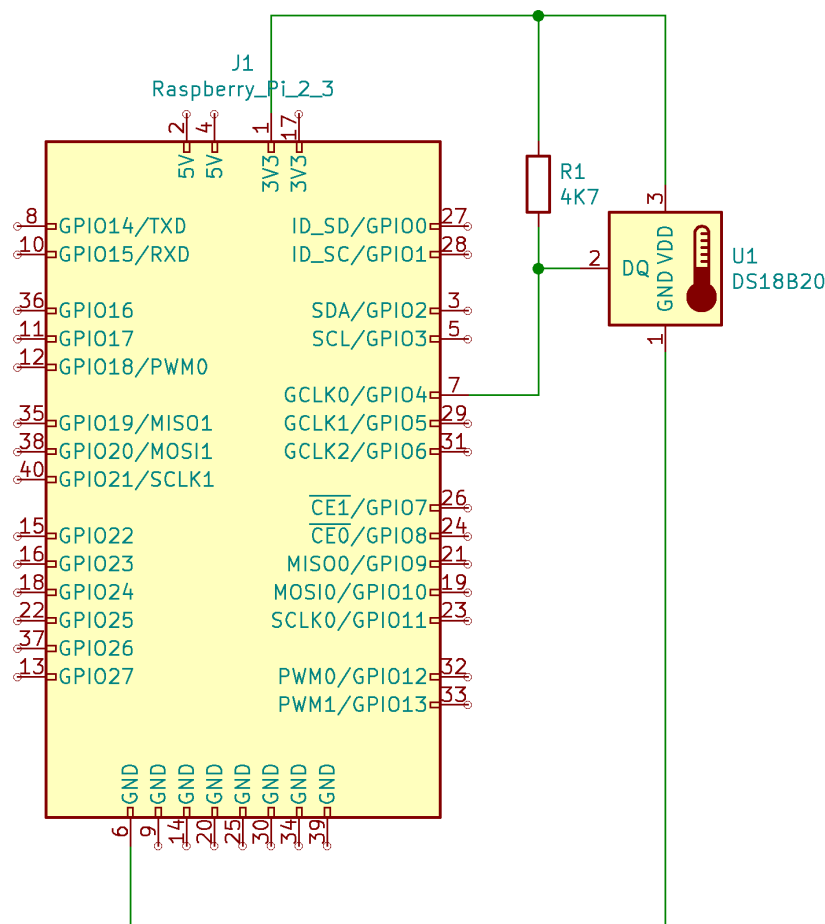 J1
Raspberry_Pi_2_3
2
4
1
17
5V
5V
3V3
3V3
8 GPIO14/TXD
10 GPIO15/RXD
36 GPIO16
11 GPIO17
12 GPIO18/PWM0
35 GPIO19/MISO1
38 GPIO20/MOSI1
40 GPIO21/SCLK1
15 GPIO22
16 GPIO23
18 GPIO24
22 GPIO25
37 GPIO26
13 GPIO27
ID_SD/GPIO0 27
ID_SC/GPIO1 28
SDA/GPIO2 3
SCL/GPIO3 5
GCLK0/GPIO4 7
GCLK1/GPIO5 29
GCLK2/GPIO6 31
CE1/GPIO7 26
CE0/GPIO8 24
MISO0/GPIO9 21
MOSI0/GPIO10 19
SCLK0/GPIO11 23
PWM0/GPIO12 32
PWM1/GPIO13 33
GND
GND
GND
GND
GND
GND
GND
GND
6
9
14
20
25
30
34
39
R1
4K7
3
2 DQ
VDD
GND
1
U1
DS18B20